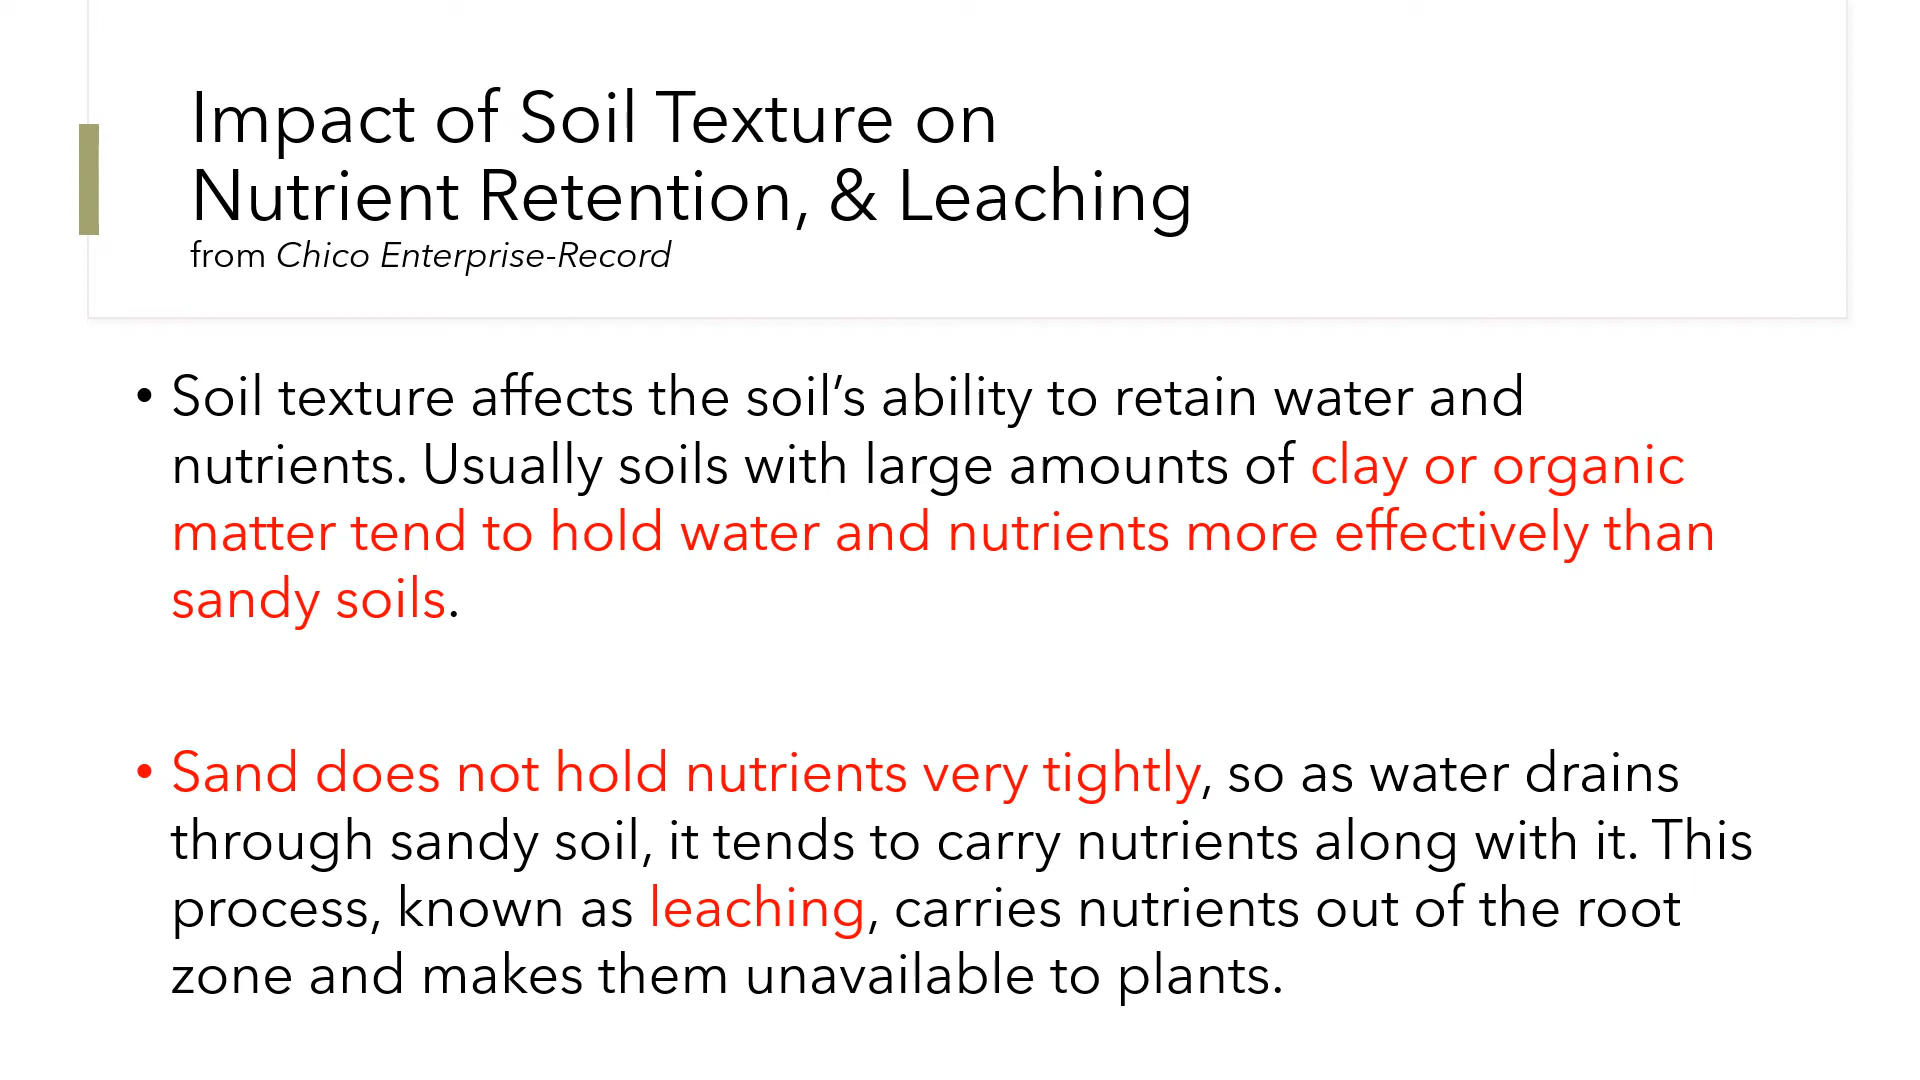 Impact of Soil Texture on
Nutrient Retention, & Leaching
from Chico Enterprise-Record
• Soil texture affects the soil’s ability to retain water and
nutrients. Usually soils with large amounts of clay or organic
matter tend to hold water and nutrients more effectively than
sandy soils.
• Sand does not hold nutrients very tightly, so as water drains
through sandy soil, it tends to carry nutrients along with it. This
process, known as leaching, carries nutrients out of the root
zone and makes them unavailable to plants.